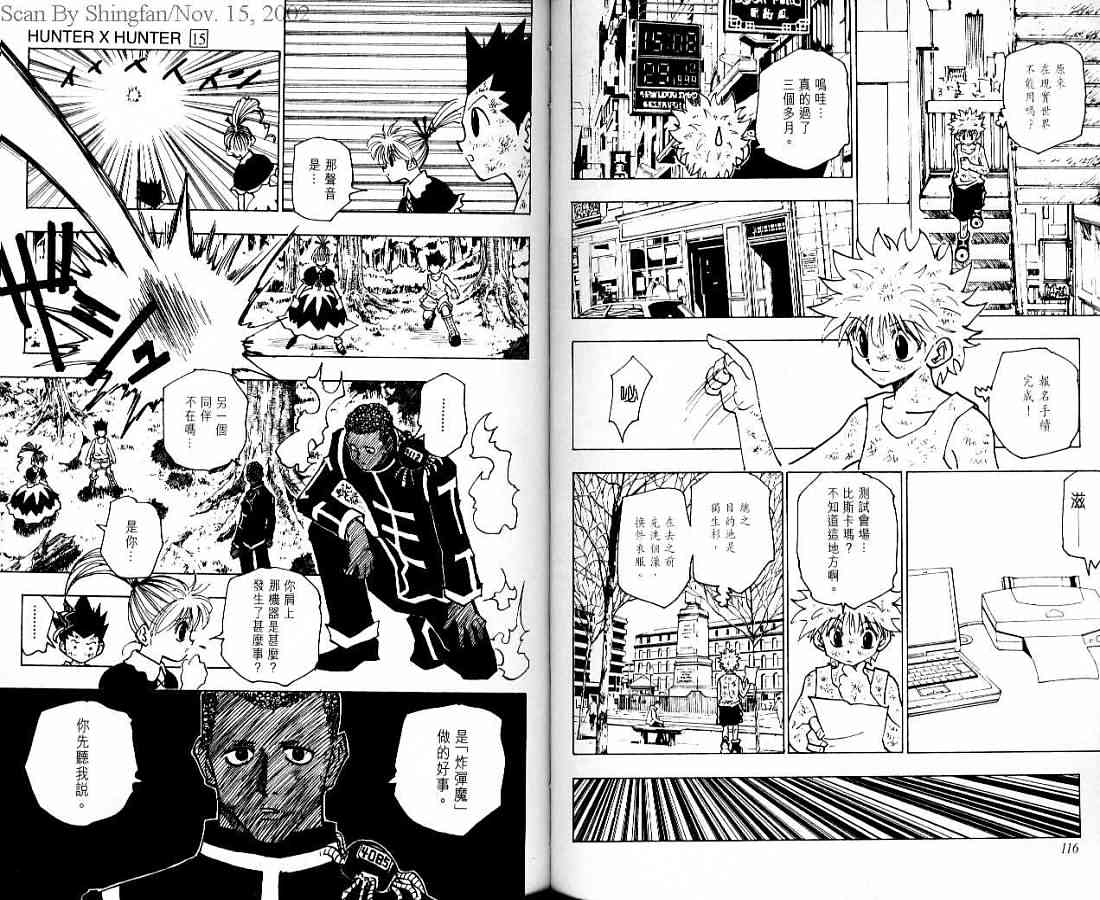 Scan By Shingfan/Nov. 15, 2002
HUNTER X HUNTER 15
原來
在現實世界
不能用嗎？
嗚哇…
真的過了
三個多月。
報名手續
完成！
滋
測試會場…
比斯卡瑪？
不知道這地方啊。
總之
目的地是
獨生杉，
在去之前
先洗個澡，
換件衣服。
116
那聲音
是…
另一個
同伴
不在嗎…
………
是你…
你肩上
那機器是甚麼？
發生了甚麼事？
……
是「炸彈魔」
做的好事。
你先聽我說。
4085